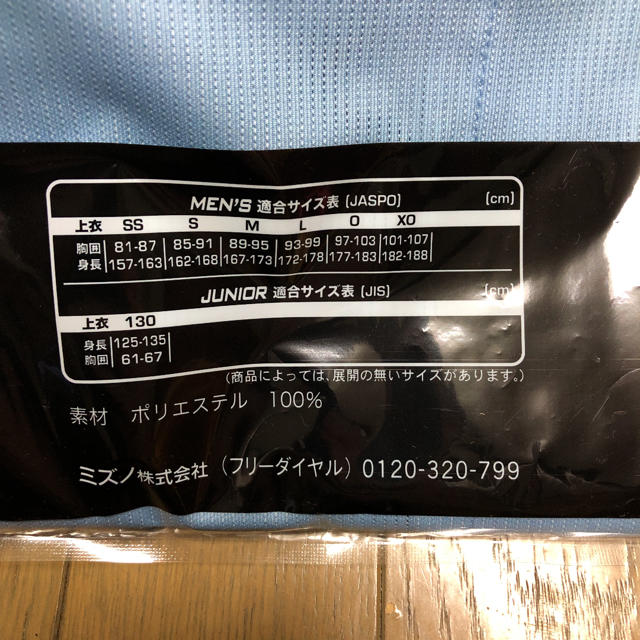 MEN'S 適合サイズ表 (JASPO) (cm)
上衣 SS S M L O XO
胸囲 81-87 85-91 89-95 93-99 97-103 101-107
身長 157-163 162-168 167-173 172-178 177-183 182-188
JUNIOR 適合サイズ表 (JIS) (cm)
上衣 130
身長 125-135
胸囲 61-67
(商品によっては、展開の無いサイズがあります。)
素材 ポリエステル 100%
ミズノ株式会社 (フリーダイヤル) 0120-320-799